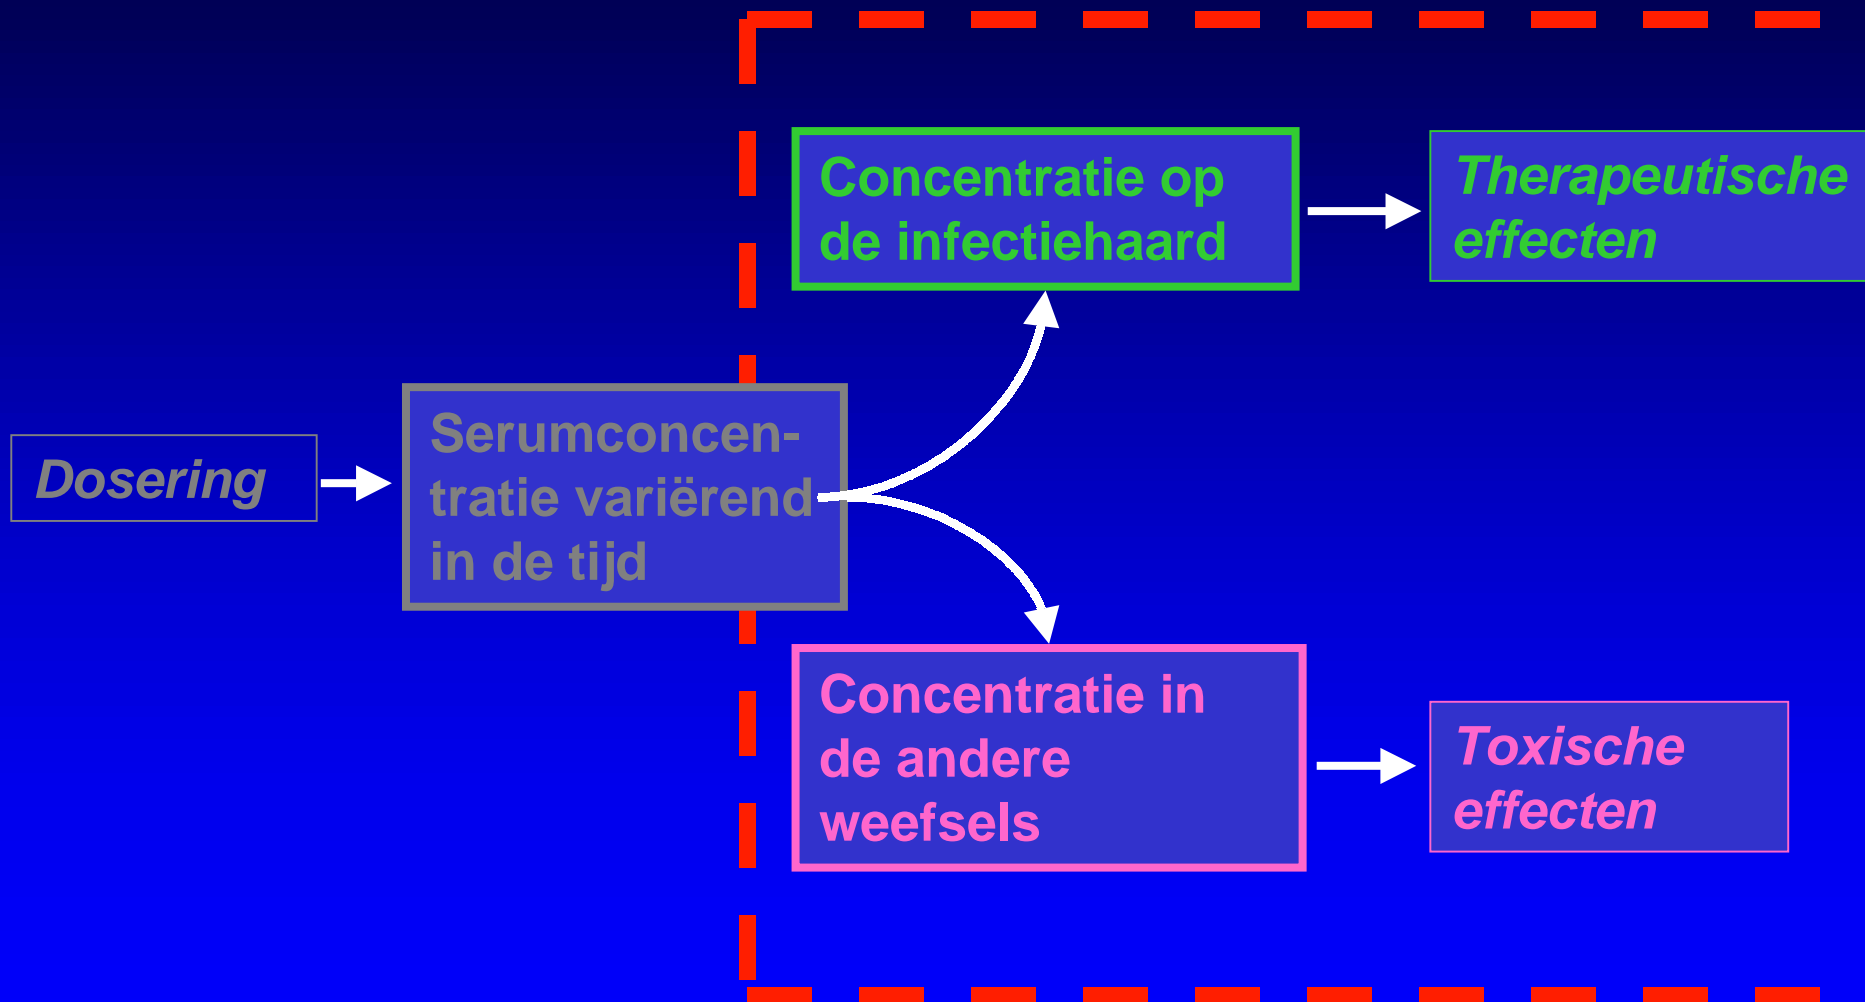 Dosering
Serumconcen-
tratie variërend
in de tijd
Concentratie op
de infectiehaard
Therapeutische
effecten
Concentratie in
de andere
weefsels
Toxische
effecten